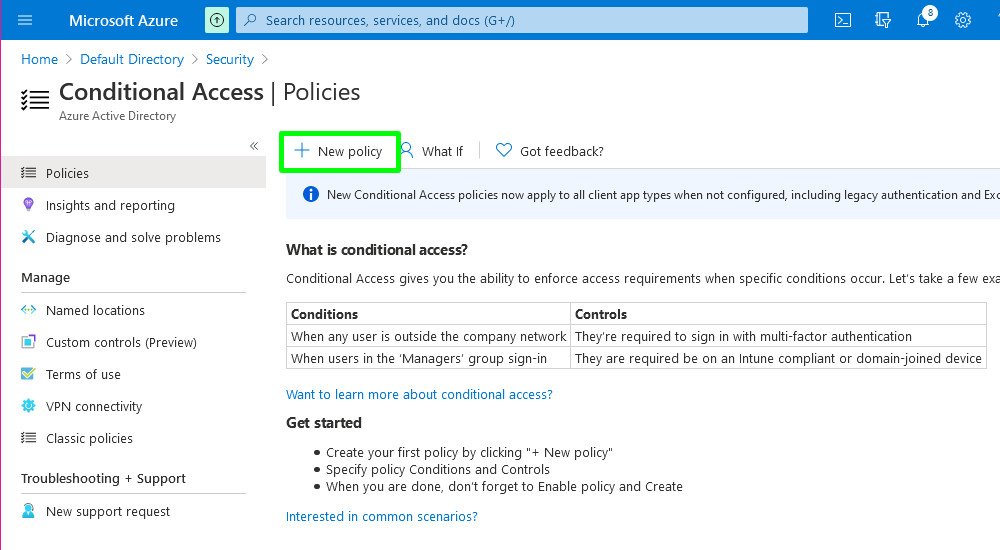 Microsoft Azure
Search resources, services, and docs (G+/)
8
Home > Default Directory > Security >
Conditional Access | Policies
Azure Active Directory
«
New policy
What If
Got feedback?
Policies
Insights and reporting
Diagnose and solve problems
Manage
Named locations
Custom controls (Preview)
Terms of use
VPN connectivity
Classic policies
Troubleshooting + Support
New support request
New Conditional Access policies now apply to all client app types when not configured, including legacy authentication and Exc
What is conditional access?
Conditional Access gives you the ability to enforce access requirements when specific conditions occur. Let's take a few exa
Conditions Controls
When any user is outside the company network They're required to sign in with multi-factor authentication
When users in the ‘Managers’ group sign-in They are required be on an Intune compliant or domain-joined device
Want to learn more about conditional access?
Get started
• Create your first policy by clicking "+ New policy"
• Specify policy Conditions and Controls
• When you are done, don't forget to Enable policy and Create
Interested in common scenarios?